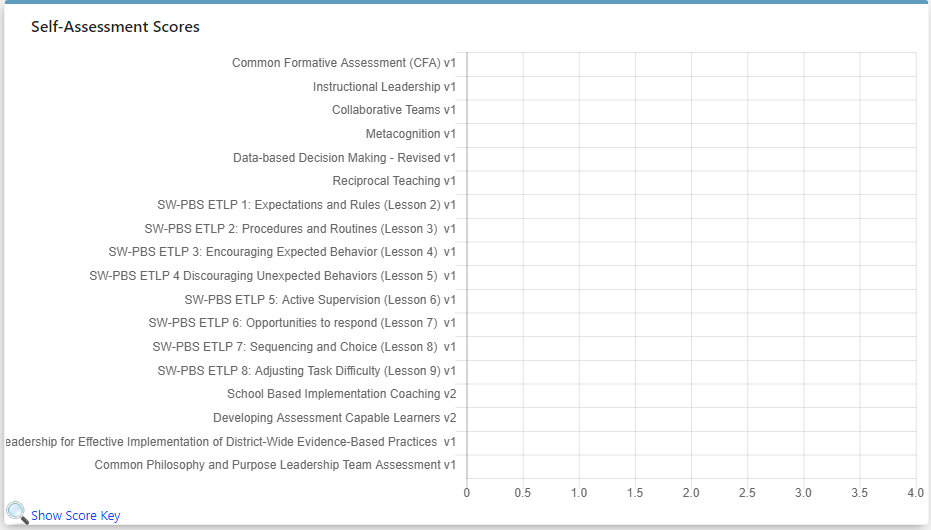 Self-Assessment Scores
Common Formative Assessment (CFA) v1
Instructional Leadership v1
Collaborative Teams v1
Metacognition v1
Data-based Decision Making - Revised v1
Reciprocal Teaching v1
SW-PBS ETLP 1: Expectations and Rules (Lesson 2) v1
SW-PBS ETLP 2: Procedures and Routines (Lesson 3)  v1
SW-PBS ETLP 3: Encouraging Expected Behavior (Lesson 4)  v1
SW-PBS ETLP 4 Discouraging Unexpected Behaviors (Lesson 5)  v1
SW-PBS ETLP 5: Active Supervision (Lesson 6) v1
SW-PBS ETLP 6: Opportunities to respond (Lesson 7)  v1
SW-PBS ETLP 7: Sequencing and Choice (Lesson 8)  v1
SW-PBS ETLP 8: Adjusting Task Difficulty (Lesson 9) v1
School Based Implementation Coaching v2
Developing Assessment Capable Learners v2
eadership for Effective Implementation of District-Wide Evidence-Based Practices  v1
Common Philosophy and Purpose Leadership Team Assessment v1
0 0.5 1.0 1.5 2.0 2.5 3.0 3.5 4.0
Show Score Key